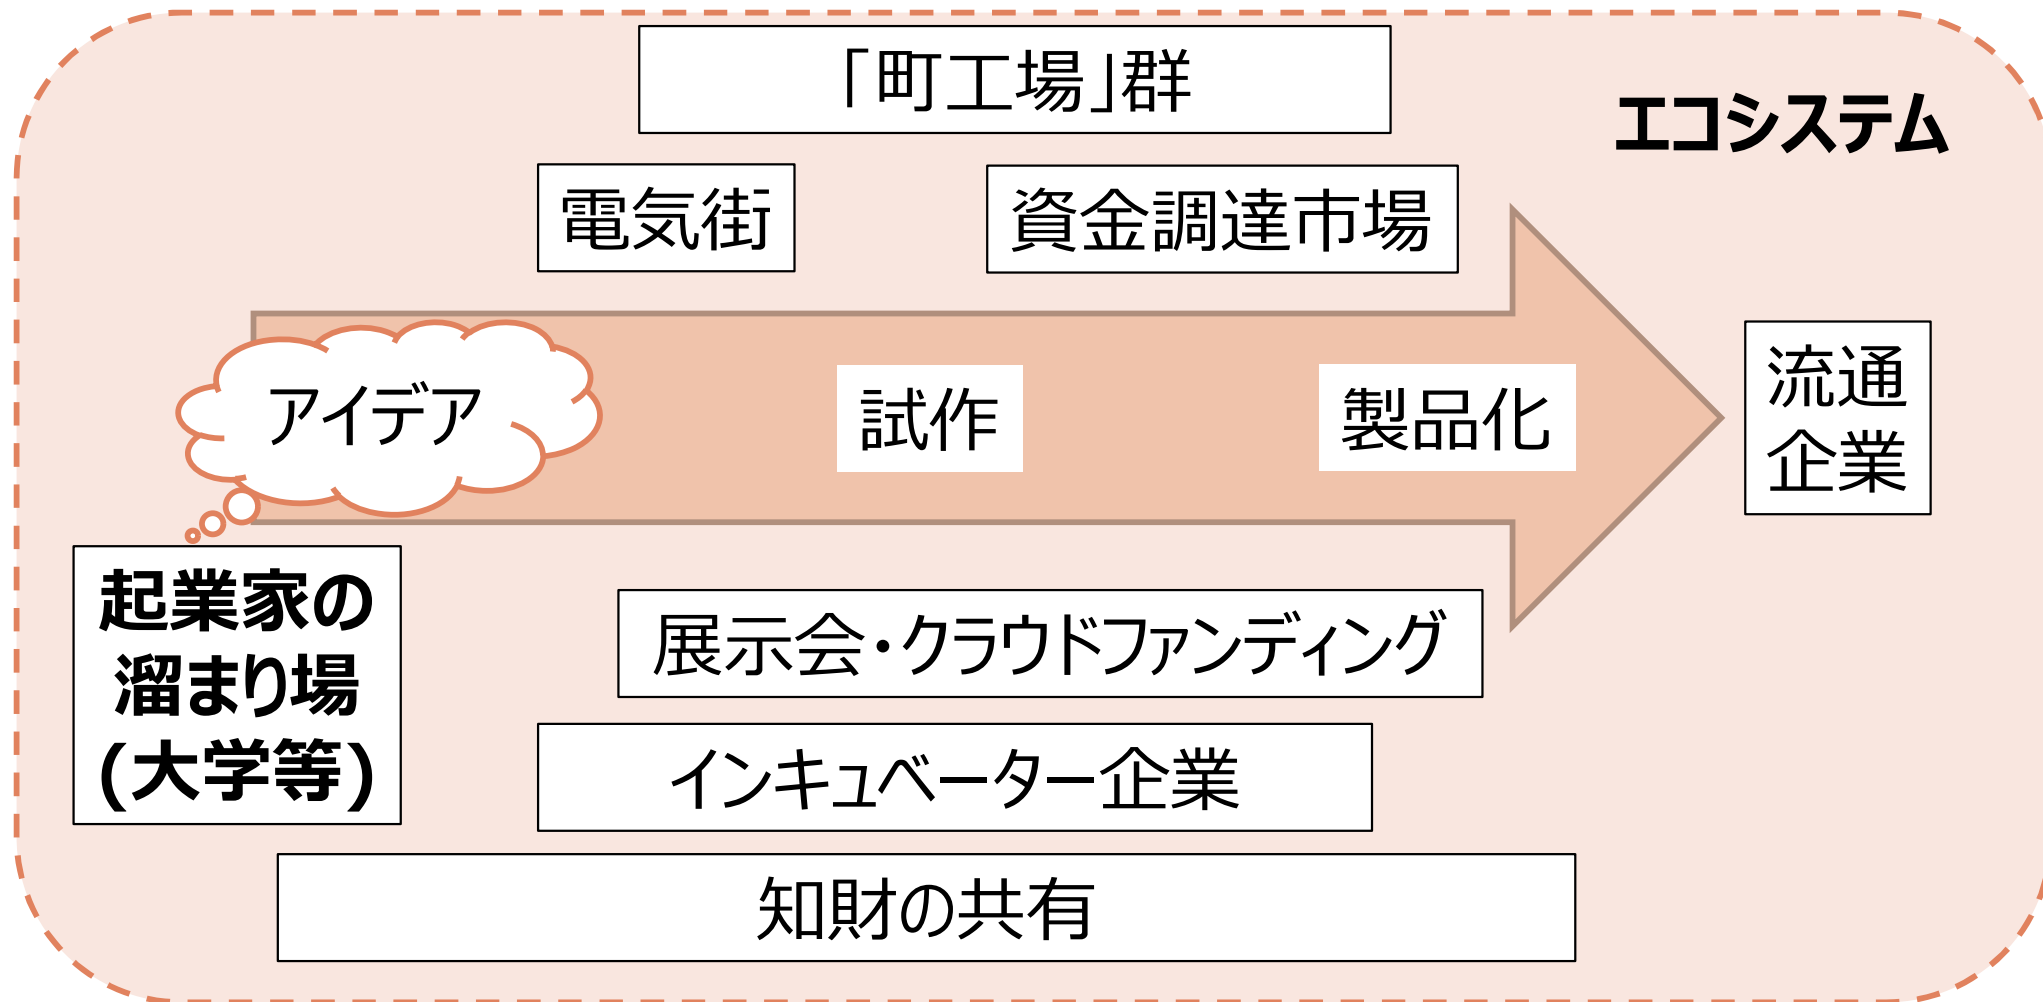 「町工場」群
エコシステム
電気街
資金調達市場
アイデア
試作
製品化
流通
企業
起業家の
溜まり場
(大学等)
展示会・クラウドファンディング
インキュベーター企業
知財の共有